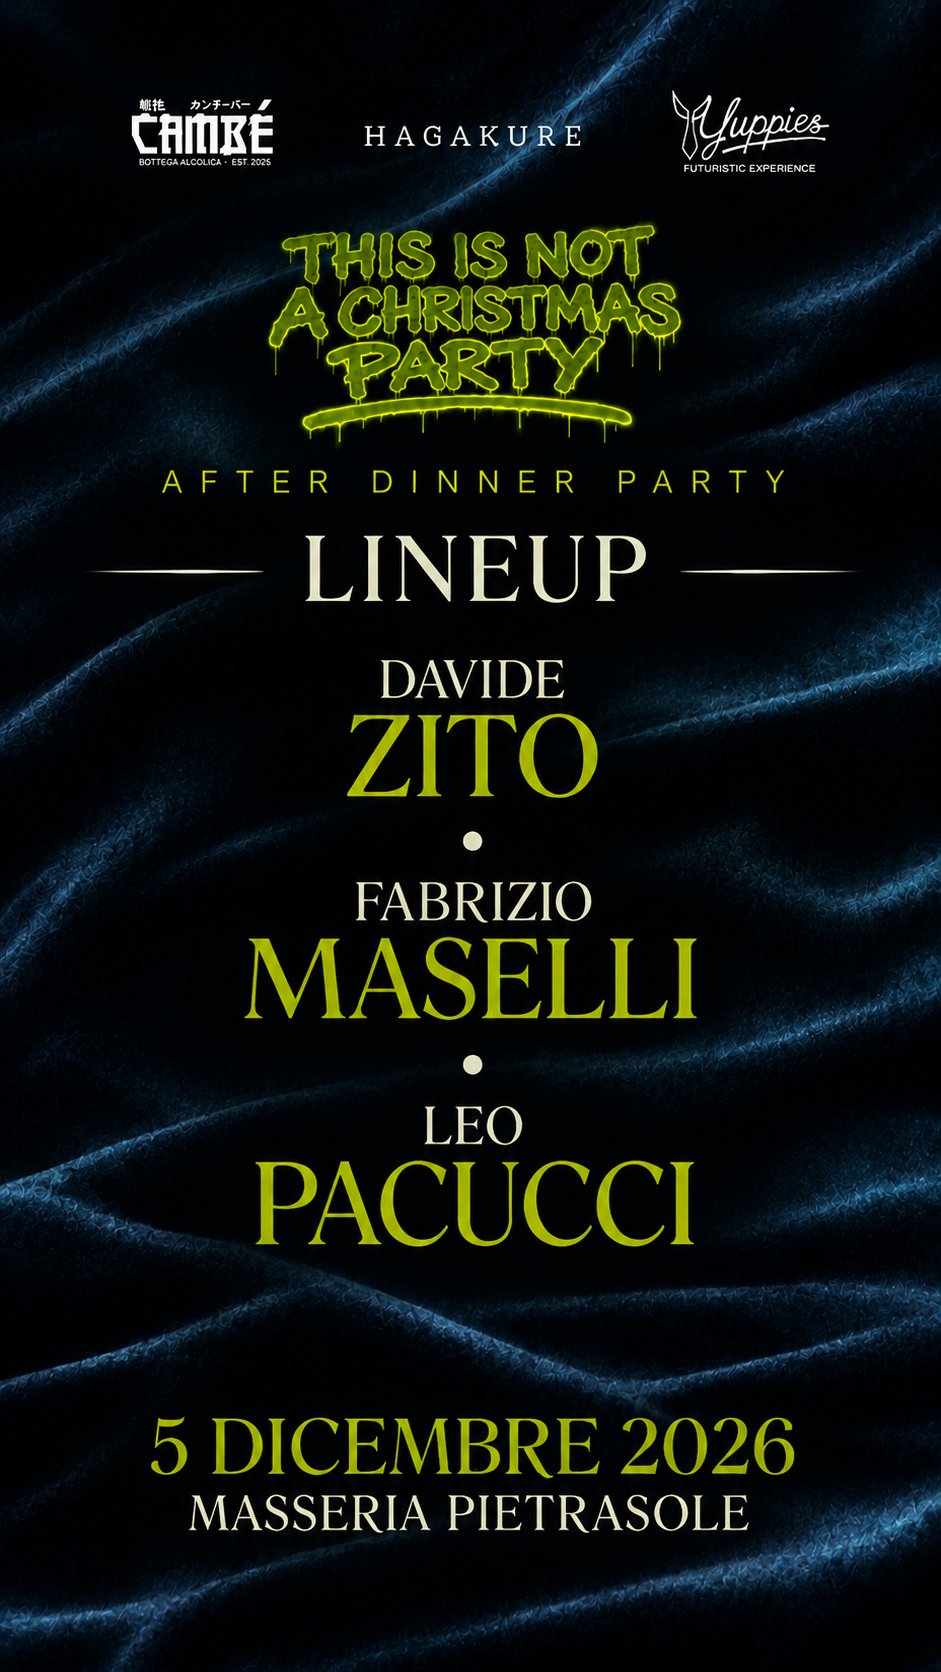 カンチーバー
CAMBÉ
BOTTEGA ALCOLICA · EST. 2025
HAGAKURE
Yuppies
FUTURISTIC EXPERIENCE
THIS IS NOT
A CHRISTMAS
PARTY
AFTER DINNER PARTY
LINEUP
DAVIDE
ZITO
•
FABRIZIO
MASELLI
•
LEO
PACUCCI
5 DICEMBRE 2026
MASSERIA PIETRASOLE